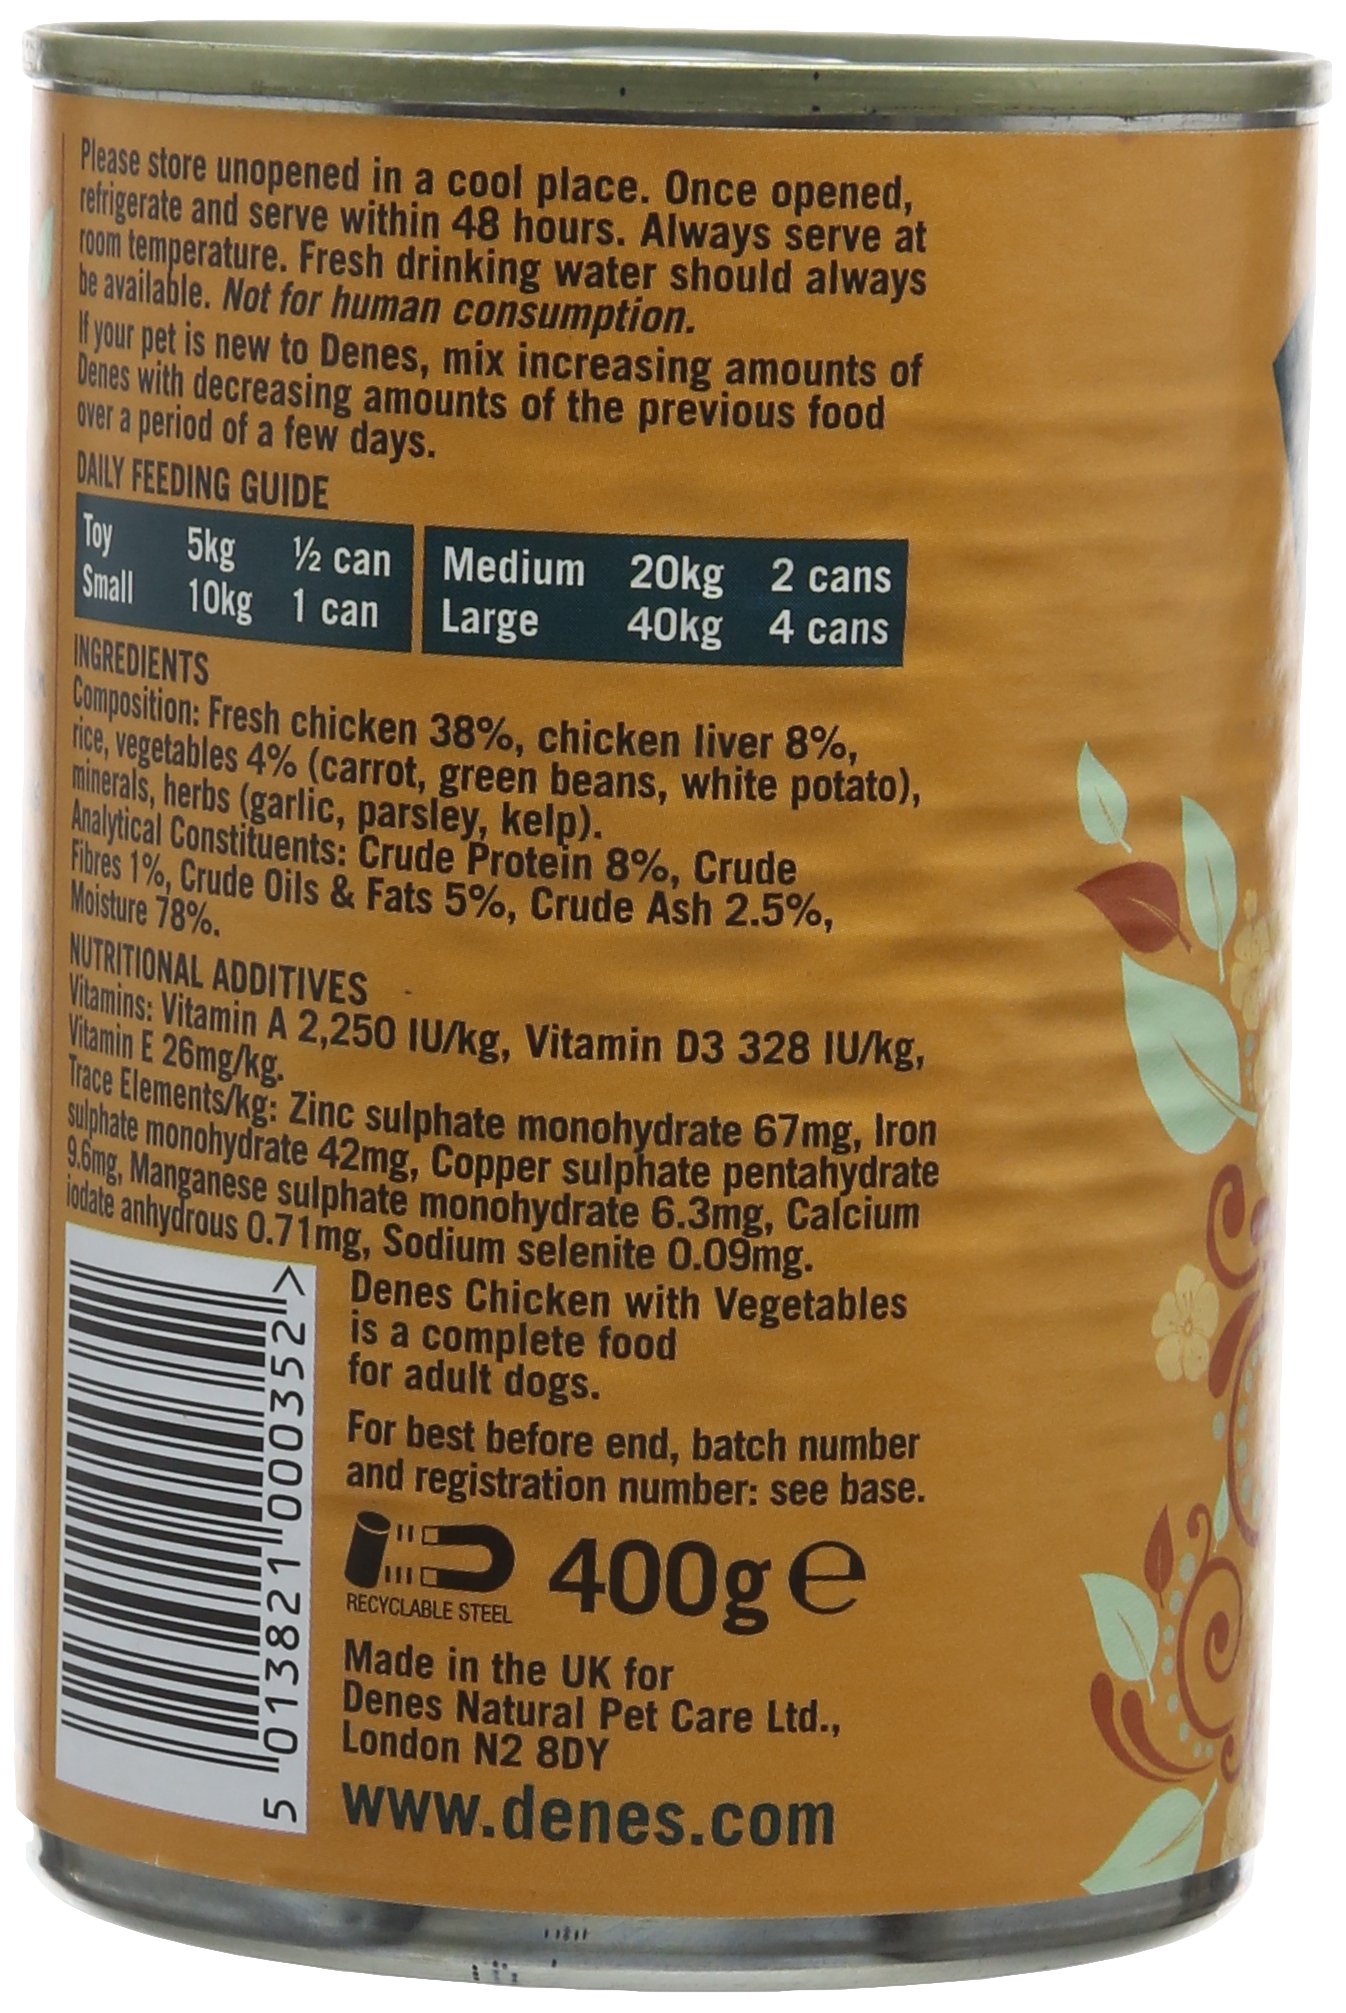 Please store unopened in a cool place. Once opened,
refrigerate and serve within 48 hours. Always serve at
room temperature. Fresh drinking water should always
be available. Not for human consumption.
If your pet is new to Denes, mix increasing amounts of
Denes with decreasing amounts of the previous food
over a period of a few days.
DAILY FEEDING GUIDE
Toy 5kg ½ can Medium 20kg 2 cans
Small 10kg 1 can Large 40kg 4 cans
INGREDIENTS
Composition: Fresh chicken 38%, chicken liver 8%,
rice, vegetables 4% (carrot, green beans, white potato),
minerals, herbs (garlic, parsley, kelp).
Analytical Constituents: Crude Protein 8%, Crude
Fibres 1%, Crude Oils & Fats 5%, Crude Ash 2.5%,
Moisture 78%.
NUTRITIONAL ADDITIVES
Vitamins: Vitamin A 2,250 IU/kg, Vitamin D3 328 IU/kg,
Vitamin E 26mg/kg.
Trace Elements/kg: Zinc sulphate monohydrate 67mg, Iron
sulphate monohydrate 42mg, Copper sulphate pentahydrate
9.6mg, Manganese sulphate monohydrate 6.3mg, Calcium
iodate anhydrous 0.71mg, Sodium selenite 0.09mg.
Denes Chicken with Vegetables
is a complete food
for adult dogs.
For best before end, batch number
and registration number: see base.
RECYCLABLE STEEL
400g e
Made in the UK for
Denes Natural Pet Care Ltd.,
London N2 8DY
www.denes.com
5 013821 000352 >